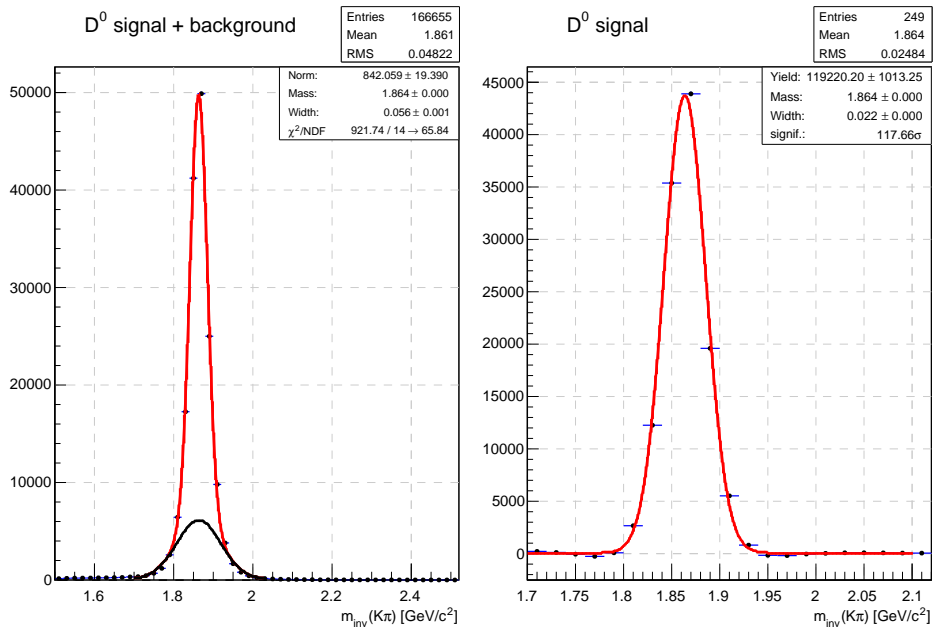 D⁰ signal + background
Entries 166655
Mean 1.861
RMS 0.04822
Norm: 842.059 ± 19.390
Mass: 1.864 ± 0.000
Width: 0.056 ± 0.001
χ²/NDF 921.74 / 14 → 65.84
50000
40000
30000
20000
10000
0
1.6 1.8 2 2.2 2.4
m_inv(Kπ) [GeV/c²]
D⁰ signal
Entries 249
Mean 1.864
RMS 0.02484
Yield: 119220.20 ± 1013.25
Mass: 1.864 ± 0.000
Width: 0.022 ± 0.000
signif.: 117.66σ
45000
40000
35000
30000
25000
20000
15000
10000
5000
0
1.7 1.75 1.8 1.85 1.9 1.95 2 2.05 2.1
m_inv(Kπ) [GeV/c²]